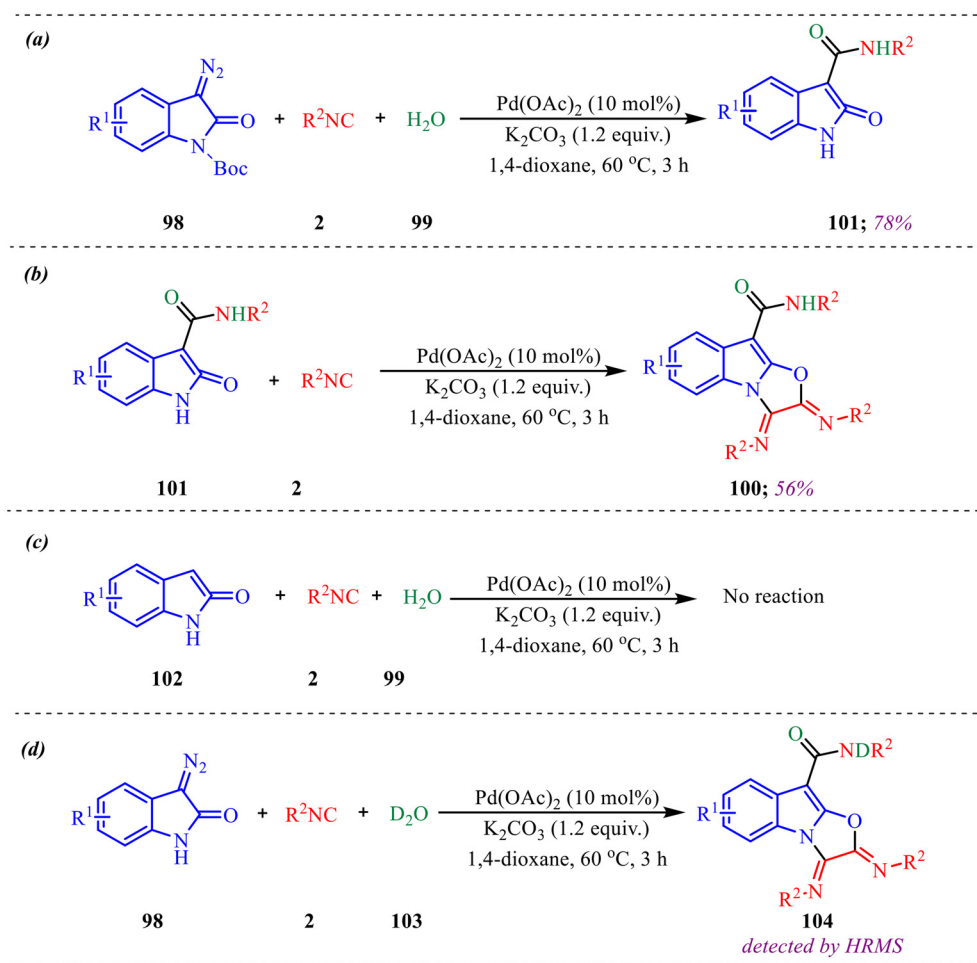 (a)
N₂
R¹
O
N
Boc
+ R²NC + H₂O
Pd(OAc)₂ (10 mol%)
K₂CO₃ (1.2 equiv.)
1,4-dioxane, 60 °C, 3 h
O
NHR²
R¹
O
N
H
98 2 99 101; 78%
(b)
O
NHR²
R¹
O
N
H
+ R²NC
Pd(OAc)₂ (10 mol%)
K₂CO₃ (1.2 equiv.)
1,4-dioxane, 60 °C, 3 h
O
NHR²
R¹
O
N
N-R²
R²-N
101 2 100; 56%
(c)
R¹
O
N
H
+ R²NC + H₂O
Pd(OAc)₂ (10 mol%)
K₂CO₃ (1.2 equiv.)
1,4-dioxane, 60 °C, 3 h
No reaction
102 2 99
(d)
N₂
R¹
O
N
H
+ R²NC + D₂O
Pd(OAc)₂ (10 mol%)
K₂CO₃ (1.2 equiv.)
1,4-dioxane, 60 °C, 3 h
O
NDR²
R¹
O
N
N-R²
R²-N
98 2 103 104
detected by HRMS